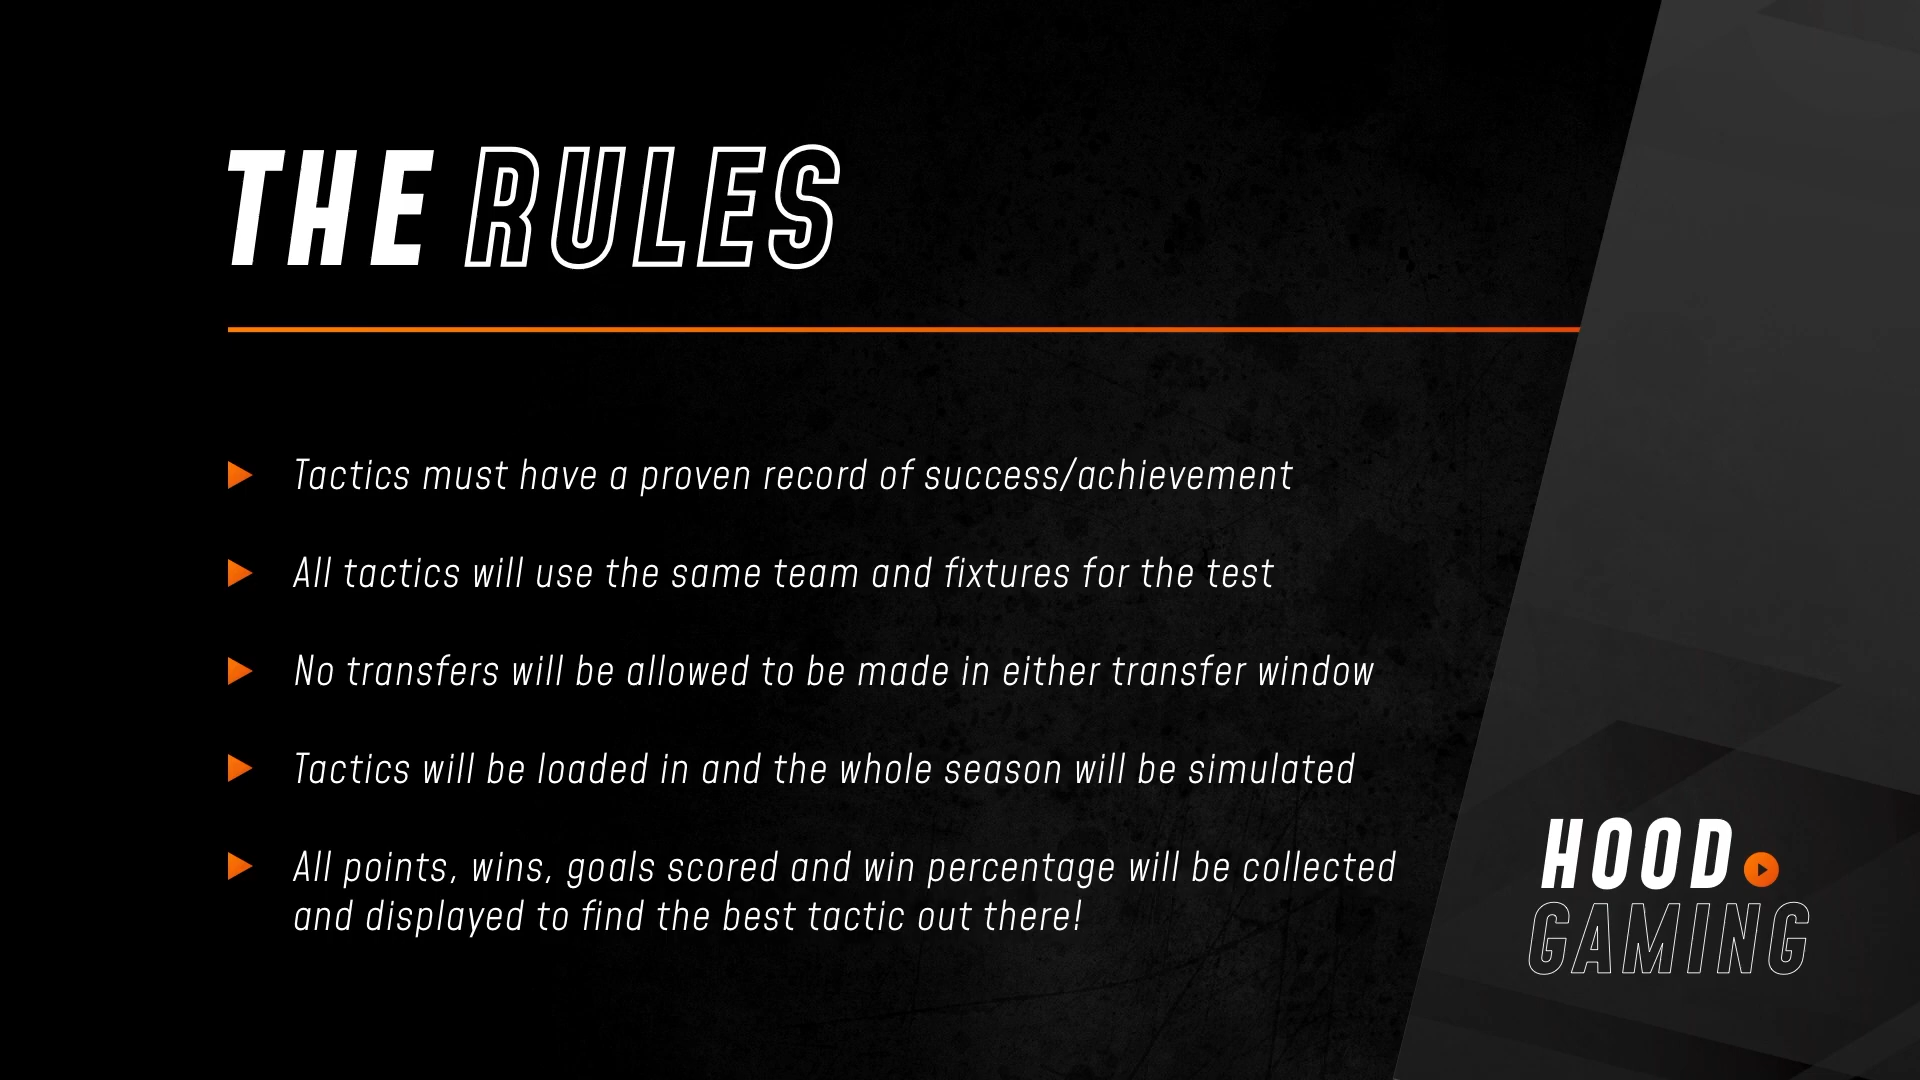 THE RULES
Tactics must have a proven record of success/achievement
All tactics will use the same team and fixtures for the test
No transfers will be allowed to be made in either transfer window
Tactics will be loaded in and the whole season will be simulated
All points, wins, goals scored and win percentage will be collected
and displayed to find the best tactic out there!
HOOD
GAMING